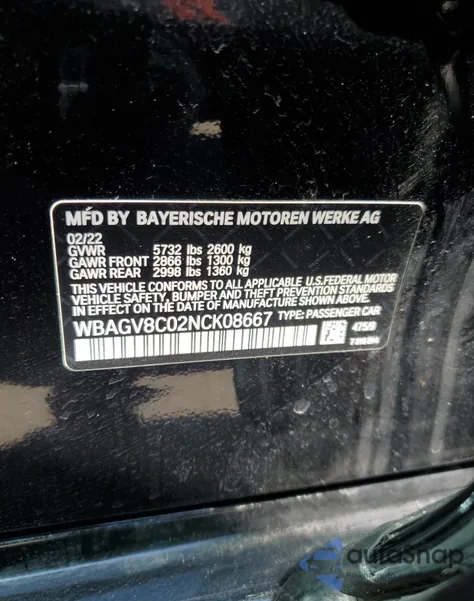 MFD BY BAYERISCHE MOTOREN WERKE AG
02/22
GVWR 5732 lbs 2600 kg
GAWR FRONT 2866 lbs 1300 kg
GAWR REAR 2998 lbs 1360 kg
THIS VEHICLE CONFORMS TO ALL APPLICABLE U.S.FEDERAL MOTOR
VEHICLE SAFETY, BUMPER, AND THEFT PREVENTION STANDARDS
IN EFFECT ON THE DATE OF MANUFACTURE SHOWN ABOVE.
WBAGV8C02NCK08667 TYPE: PASSENGER CAR
475/9
autoSnap